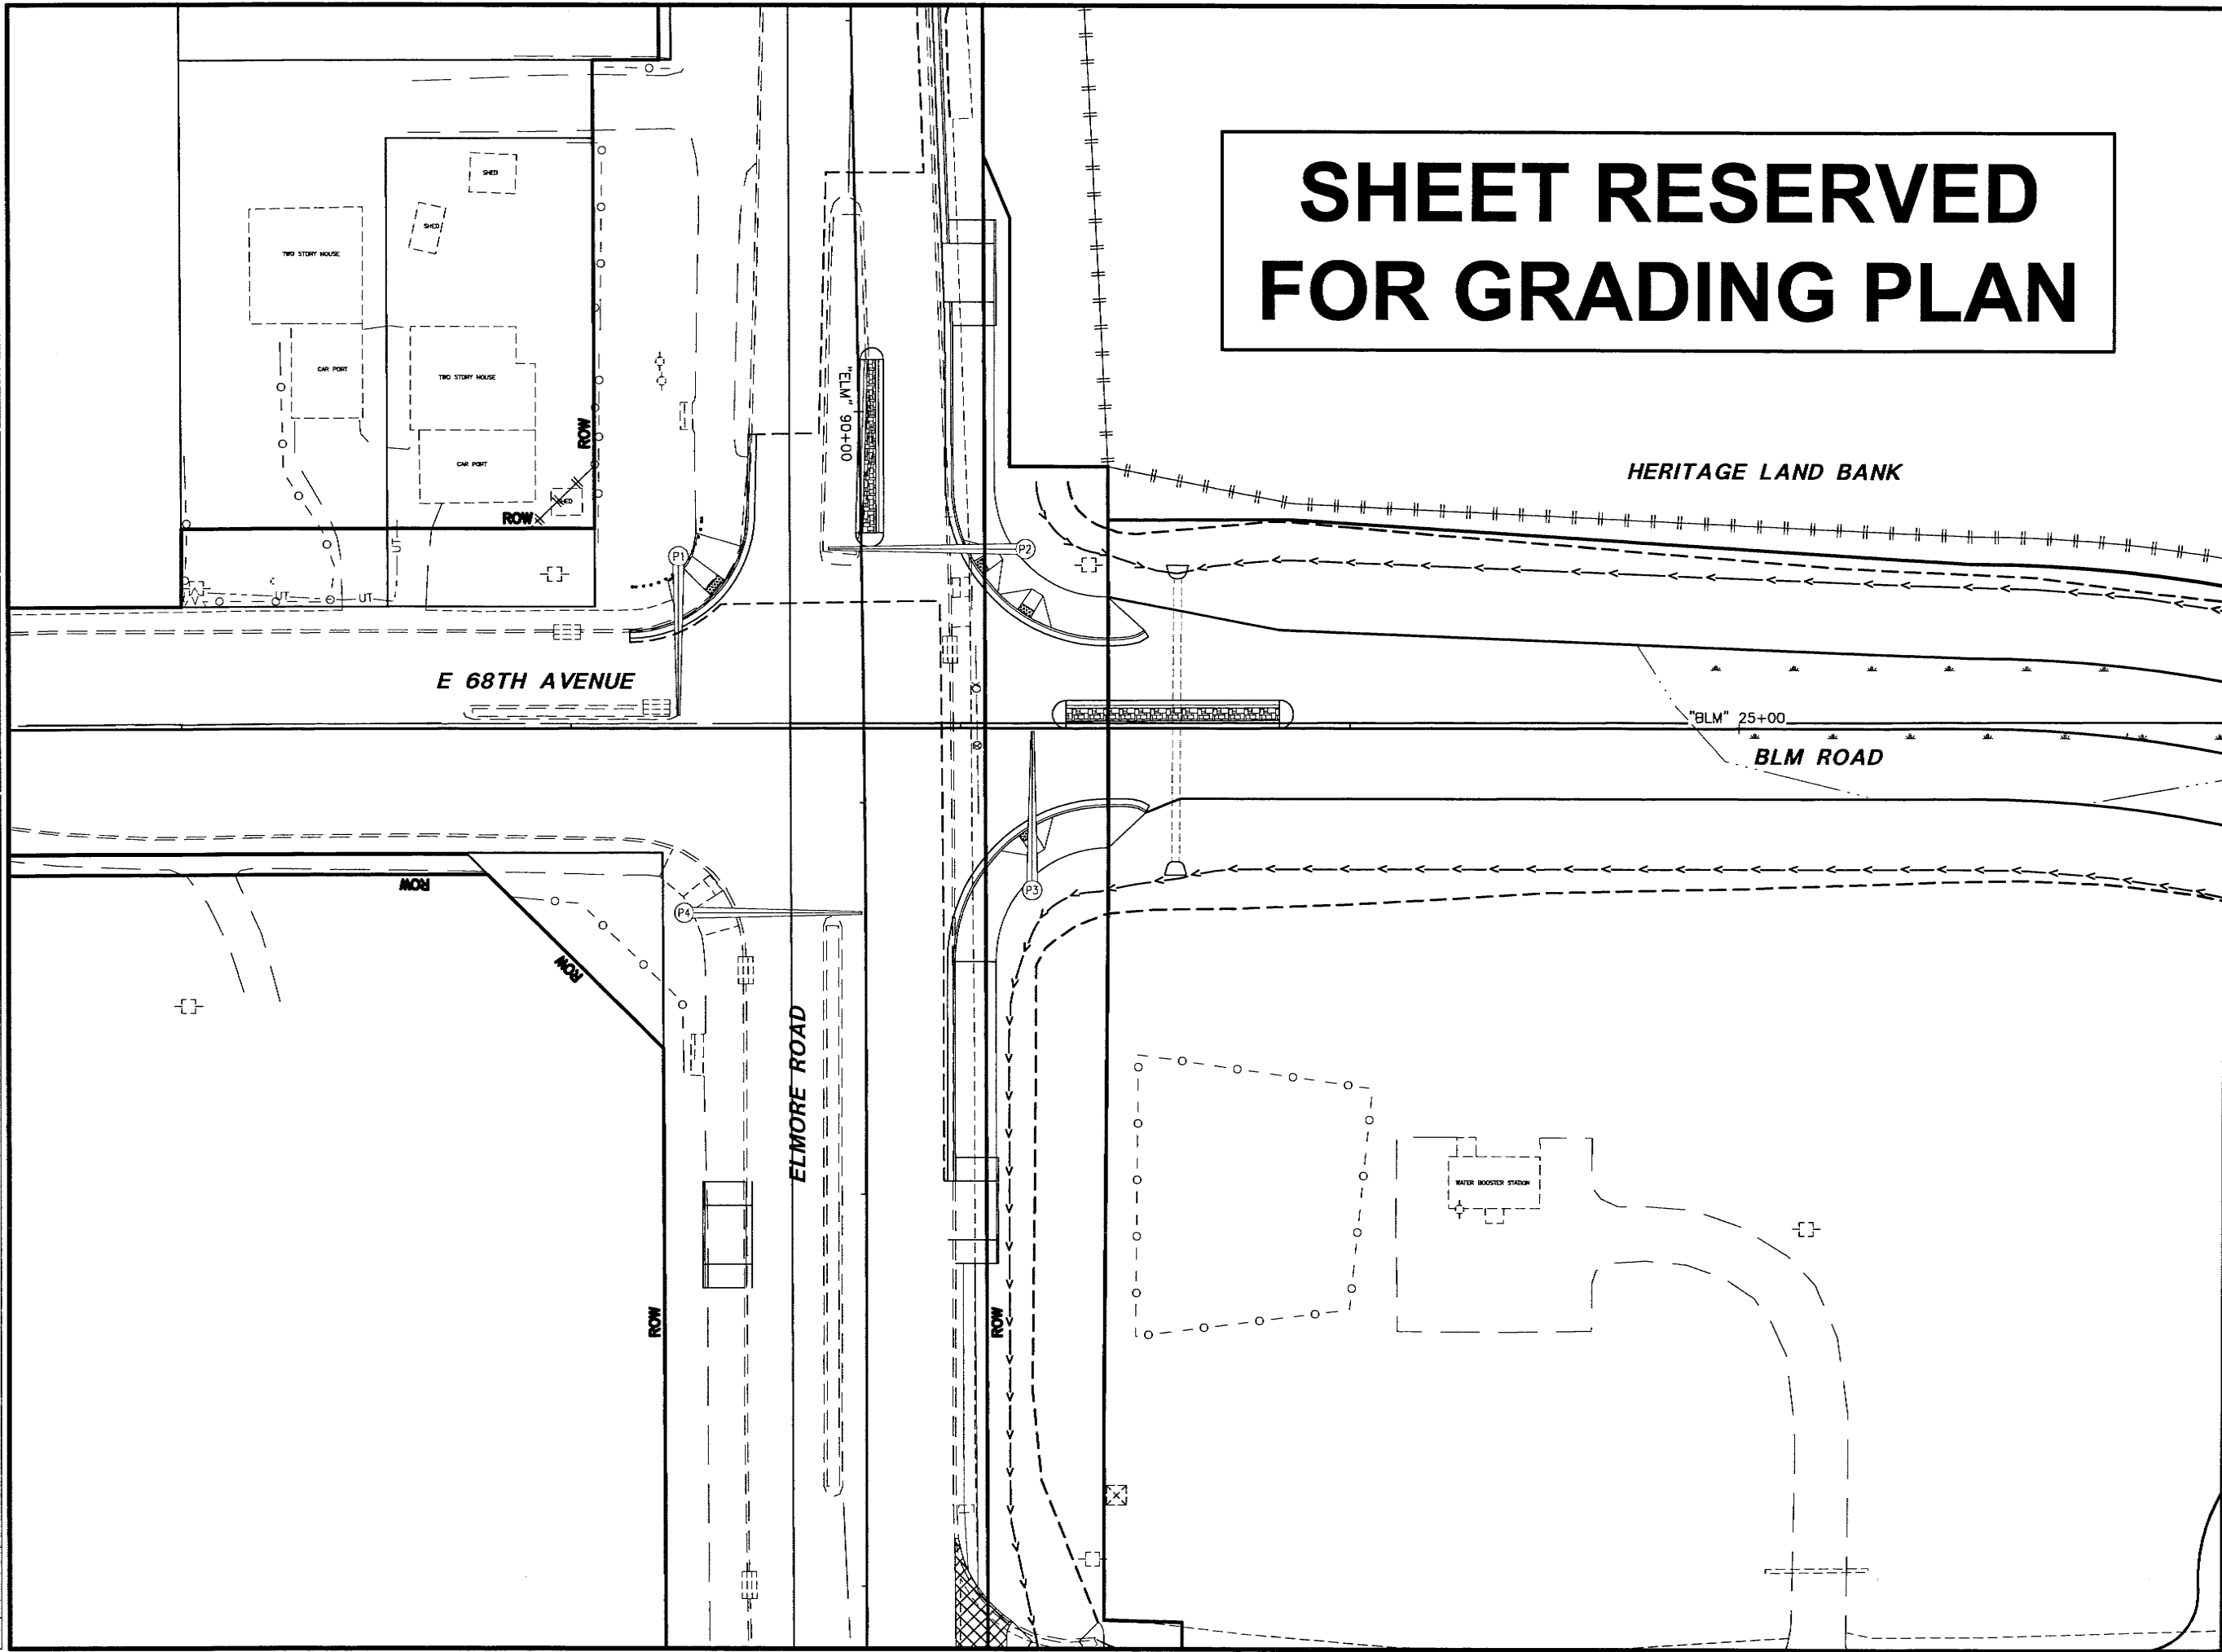 SHEET RESERVED
FOR GRADING PLAN
SHED
SHED
TWO STORY HOUSE
CAR PORT
TWO STORY HOUSE
CAR PORT
ROW
ROW
"ELM" 90+00
HERITAGE LAND BANK
P1
P2
UT
UT
UT
E 68TH AVENUE
"BLM" 25+00
BLM ROAD
P3
P4
ROW
ROW
ELMORE ROAD
WATER BOOSTER STATION
ROW
ROW